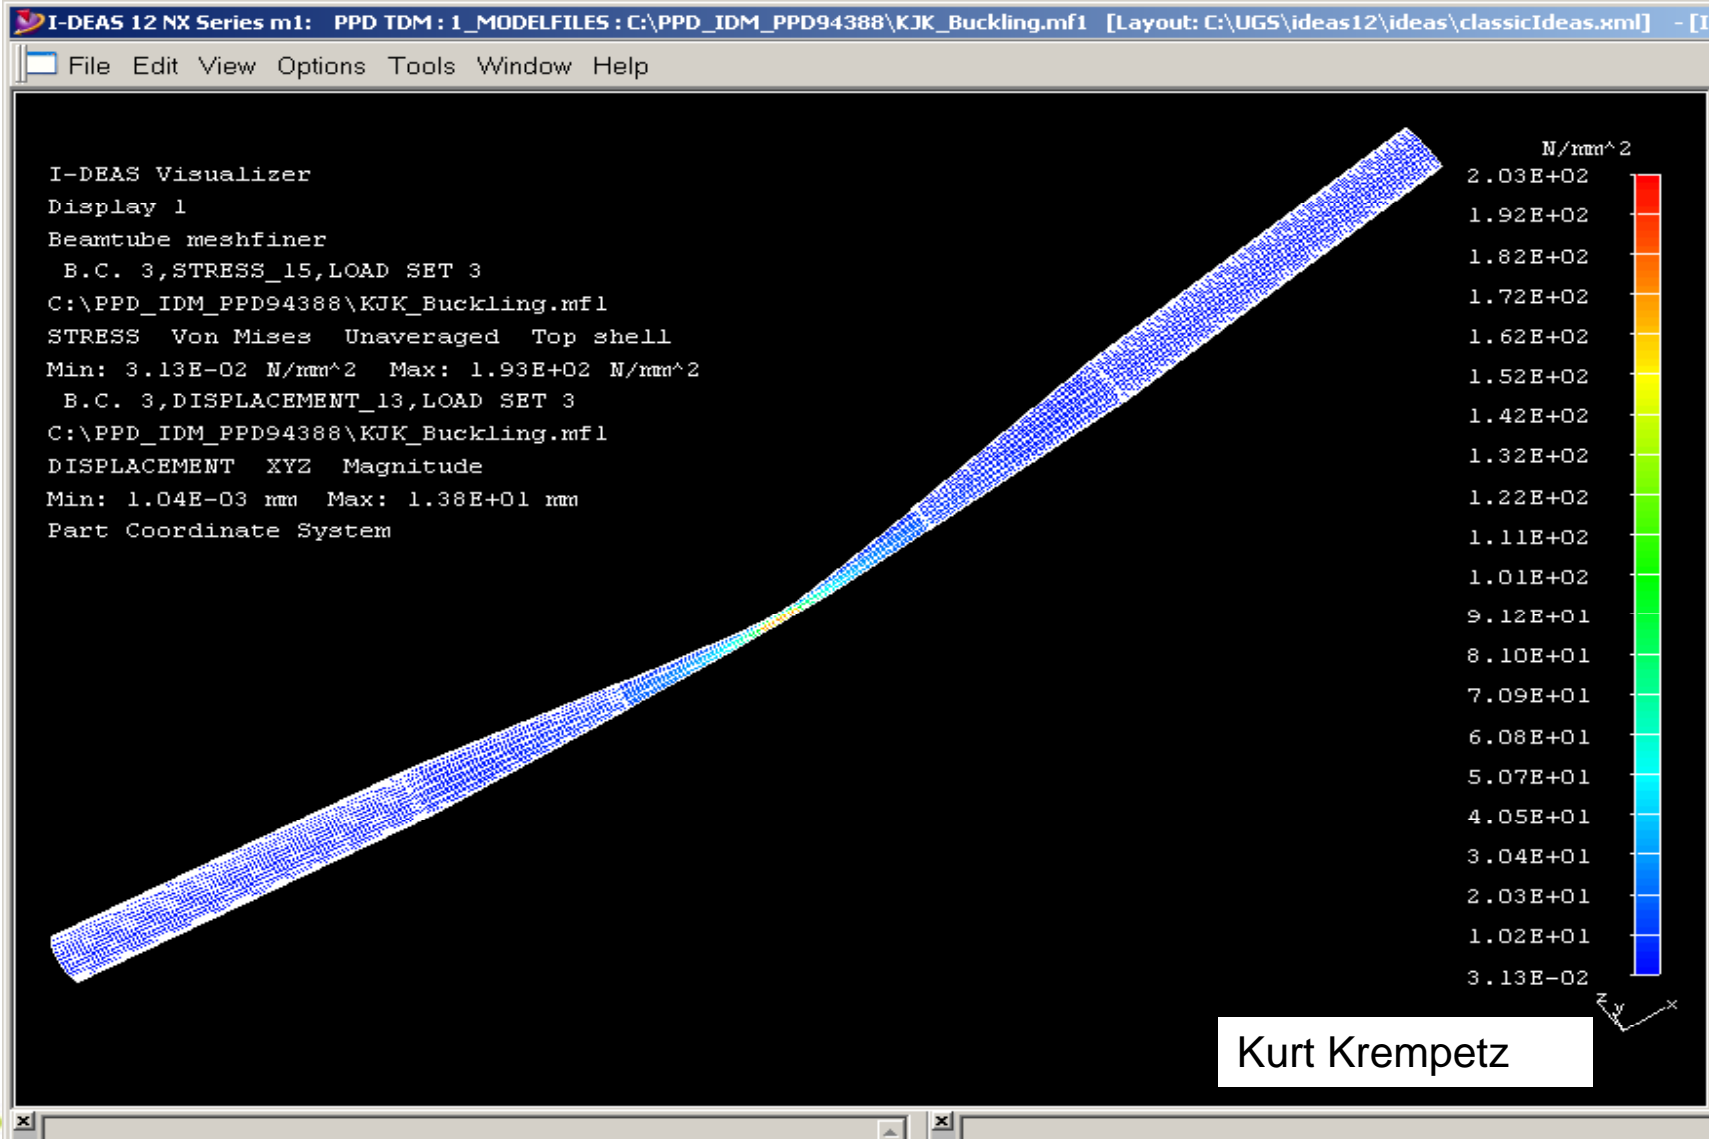 I-DEAS 12 NX Series m1: PPD TDM : 1_MODELFILES : C:\PPD_IDM_PPD94388\KJK_Buckling.mf1 [Layout: C:\UGS\ideas12\ideas\classicIdeas.xml] - [I
File Edit View Options Tools Window Help
I-DEAS Visualizer
Display 1
Beamtube meshfiner
B.C. 3,STRESS_15,LOAD SET 3
C:\PPD_IDM_PPD94388\KJK_Buckling.mf1
STRESS Von Mises Unaveraged Top shell
Min: 3.13E-02 N/mm^2 Max: 1.93E+02 N/mm^2
B.C. 3,DISPLACEMENT_13,LOAD SET 3
C:\PPD_IDM_PPD94388\KJK_Buckling.mf1
DISPLACEMENT XYZ Magnitude
Min: 1.04E-03 mm Max: 1.38E+01 mm
Part Coordinate System
N/mm^2
2.03E+02
1.92E+02
1.82E+02
1.72E+02
1.62E+02
1.52E+02
1.42E+02
1.32E+02
1.22E+02
1.11E+02
1.01E+02
9.12E+01
8.10E+01
7.09E+01
6.08E+01
5.07E+01
4.05E+01
3.04E+01
2.03E+01
1.02E+01
3.13E-02
z y x
Kurt Krempetz